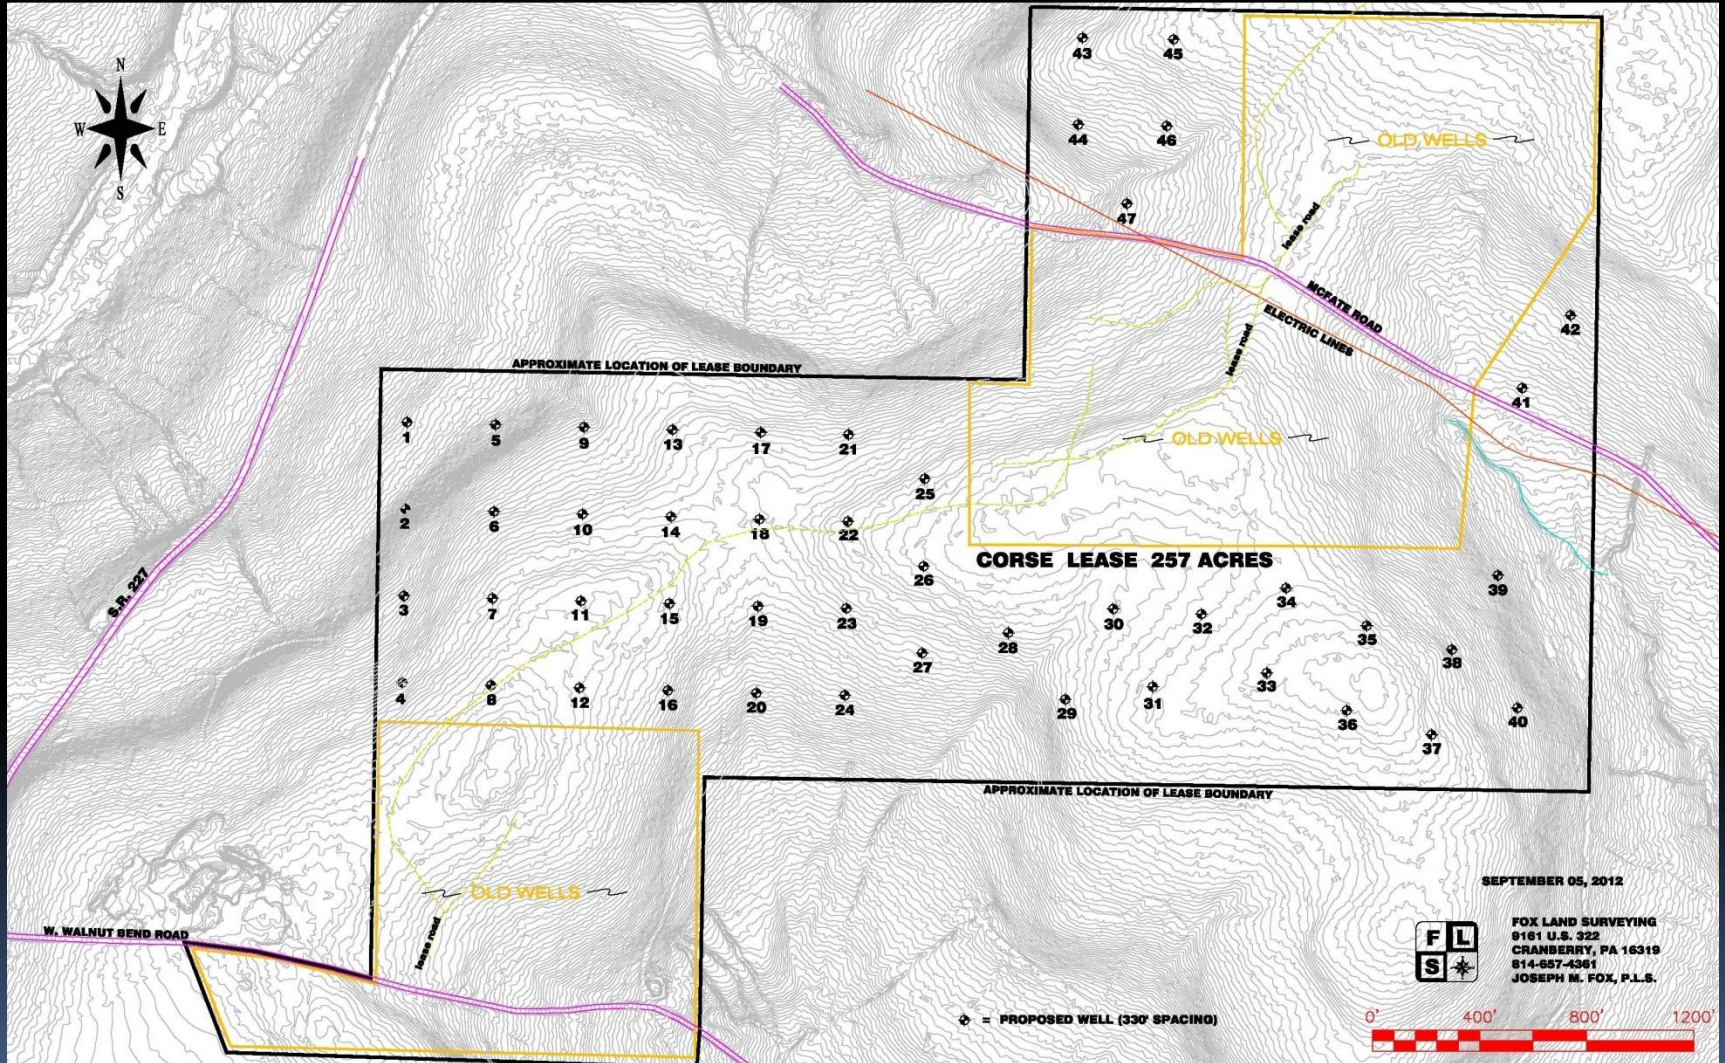 N
W E
S
43 45
44 46
OLD WELLS
47
lease road
MCFATE ROAD
ELECTRIC LINES
lease road
42
APPROXIMATE LOCATION OF LEASE BOUNDARY
41
1 5 9 13 17 21
OLD WELLS
25
2 6 10 14 18 22
CORSE LEASE 257 ACRES
26
39
S.R. 227
3 7 11 15 19 23
30 32 34
28
35
27
38
4 8 12 16 20 24
29 31 33
36
40
37
APPROXIMATE LOCATION OF LEASE BOUNDARY
OLD WELLS
lease road
W. WALNUT BEND ROAD
SEPTEMBER 05, 2012
F L
S
FOX LAND SURVEYING
9161 U.S. 322
CRANBERRY, PA 16319
814-657-4361
JOSEPH M. FOX, P.L.S.
= PROPOSED WELL (330' SPACING)
0' 400' 800' 1200'